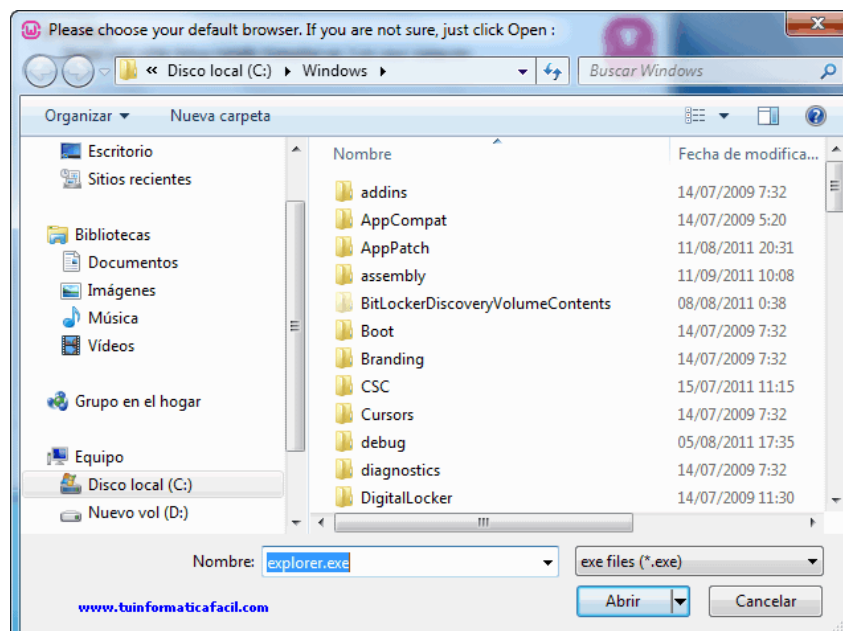 Please choose your default browser. If you are not sure, just click Open :
« Disco local (C:) Windows Buscar Windows
Organizar Nueva carpeta
Escritorio
Sitios recientes
Bibliotecas
Documentos
Imágenes
Música
Vídeos
Grupo en el hogar
Equipo
Disco local (C:)
Nuevo vol (D:)
Nombre Fecha de modifica...
addins 14/07/2009 7:32
AppCompat 14/07/2009 5:20
AppPatch 11/08/2011 20:31
assembly 11/09/2011 10:08
BitLockerDiscoveryVolumeContents 08/08/2011 0:38
Boot 14/07/2009 7:32
Branding 14/07/2009 7:32
CSC 15/07/2011 11:15
Cursors 14/07/2009 7:32
debug 05/08/2011 17:35
diagnostics 14/07/2009 7:32
DigitalLocker 14/07/2009 11:30
Nombre: explorer.exe exe files (*.exe)
www.tuinformaticafacil.com
Abrir Cancelar